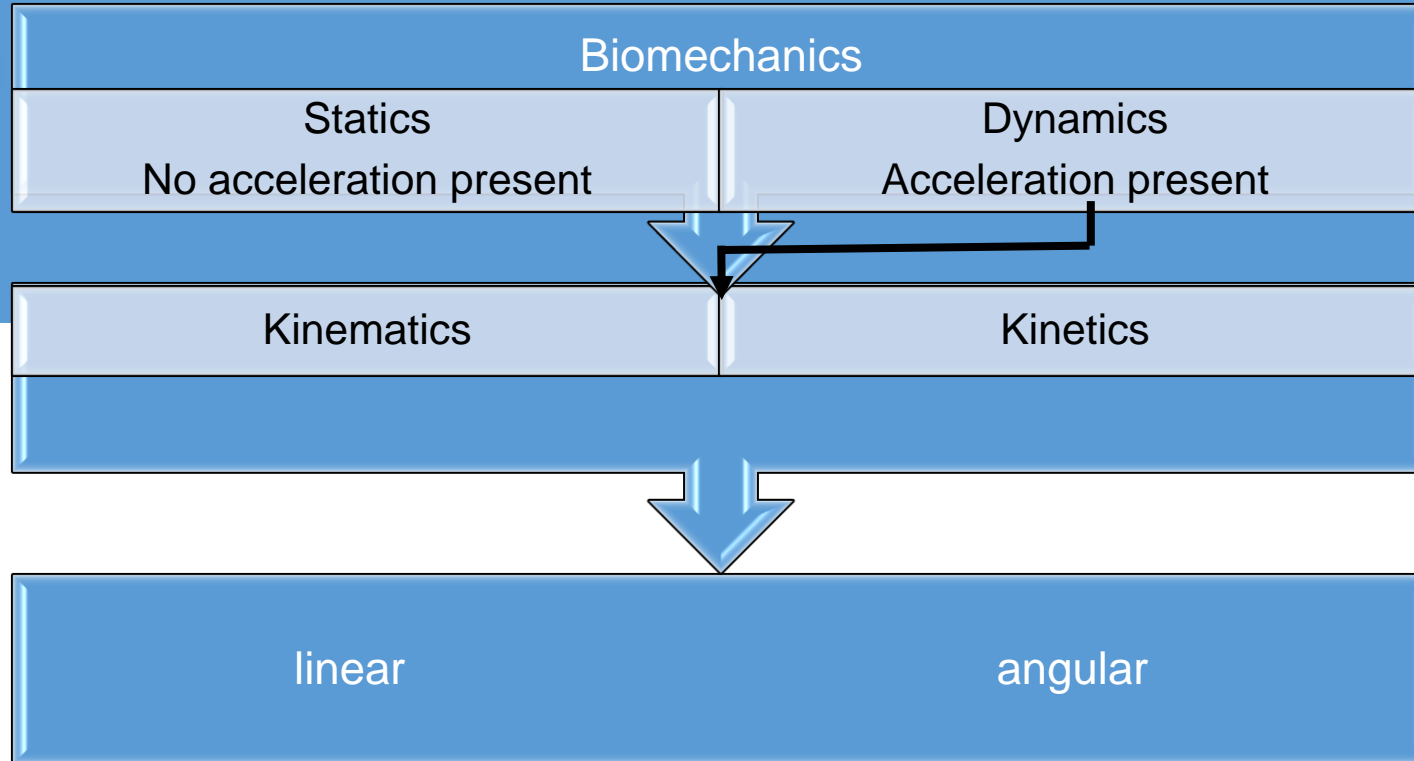 Biomechanics
Statics
No acceleration present
Dynamics
Acceleration present
Kinematics
Kinetics
linear
angular